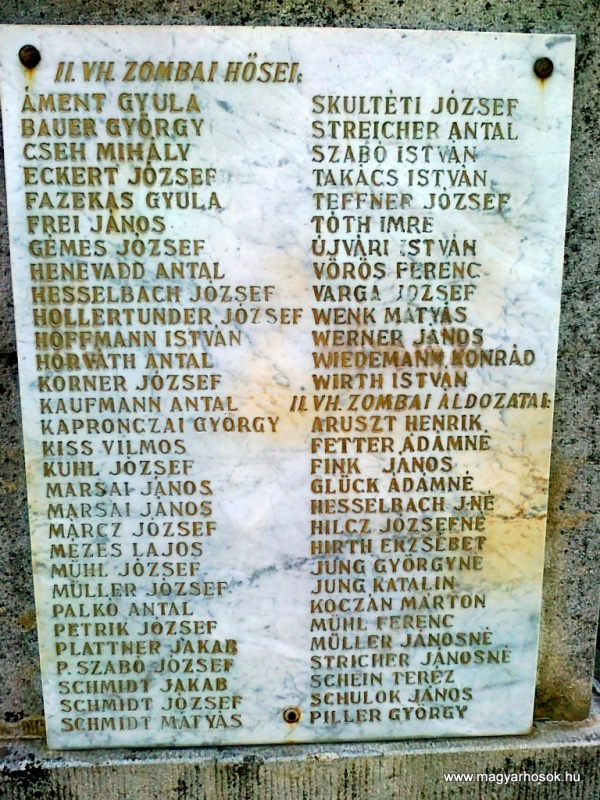 II. VH. ZOMBAI HŐSEI:
ÁMENT GYULA
BAUER GYÖRGY
CSEH MIHÁLY
ECKERT JÓZSEF
FAZEKAS GYULA
FREI JÁNOS
GÉMES JÓZSEF
HENEVADD ANTAL
HESSELBACH JÓZSEF
HOLLERTUNDER JÓZSEF
HOFFMANN ISTVÁN
HORVÁTH ANTAL
KORNER JÓZSEF
KAUFMANN ANTAL
KAPRONCZAI GYÖRGY
KISS VILMOS
KUHL JÓZSEF
MARSAI JÁNOS
MARSAI JÁNOS
MÁRCZ JÓZSEF
MÉZES LAJOS
MÜHL JÓZSEF
MÜLLER JÓZSEF
PALKÓ ANTAL
PETRIK JÓZSEF
PLATTNER JAKAB
P. SZABÓ JÓZSEF
SCHMIDT JAKAB
SCHMIDT JÓZSEF
SCHMIDT MÁTYÁS
SKULTÉTI JÓZSEF
STREICHER ANTAL
SZABÓ ISTVÁN
TAKÁCS ISTVÁN
TEFFNER JÓZSEF
TÓTH IMRE
ÚJVÁRI ISTVÁN
VÖRÖS FERENC
VARGA JÓZSEF
WENK MÁTYÁS
WERNER JÁNOS
WIEDEMANN KONRÁD
WIRTH ISTVÁN
II. VH. ZOMBAI ÁLDOZATAI:
ARUSZT HENRIK
FETTER ÁDÁMNÉ
FINK JÁNOS
GLÜCK ÁDÁMNÉ
HESSELBACH J-NÉ
HILCZ JÓZSEFNÉ
HIRTH ERZSÉBET
JUNG GYÖRGYNÉ
JUNG KATALIN
KOCZÁN MÁRTON
MÜHL FERENC
MÜLLER JÁNOSNÉ
STRICHER JÁNOSNÉ
SCHEIN TERÉZ
SCHULOK JÁNOS
PILLER GYÖRGY
www.magyarhosok.hu